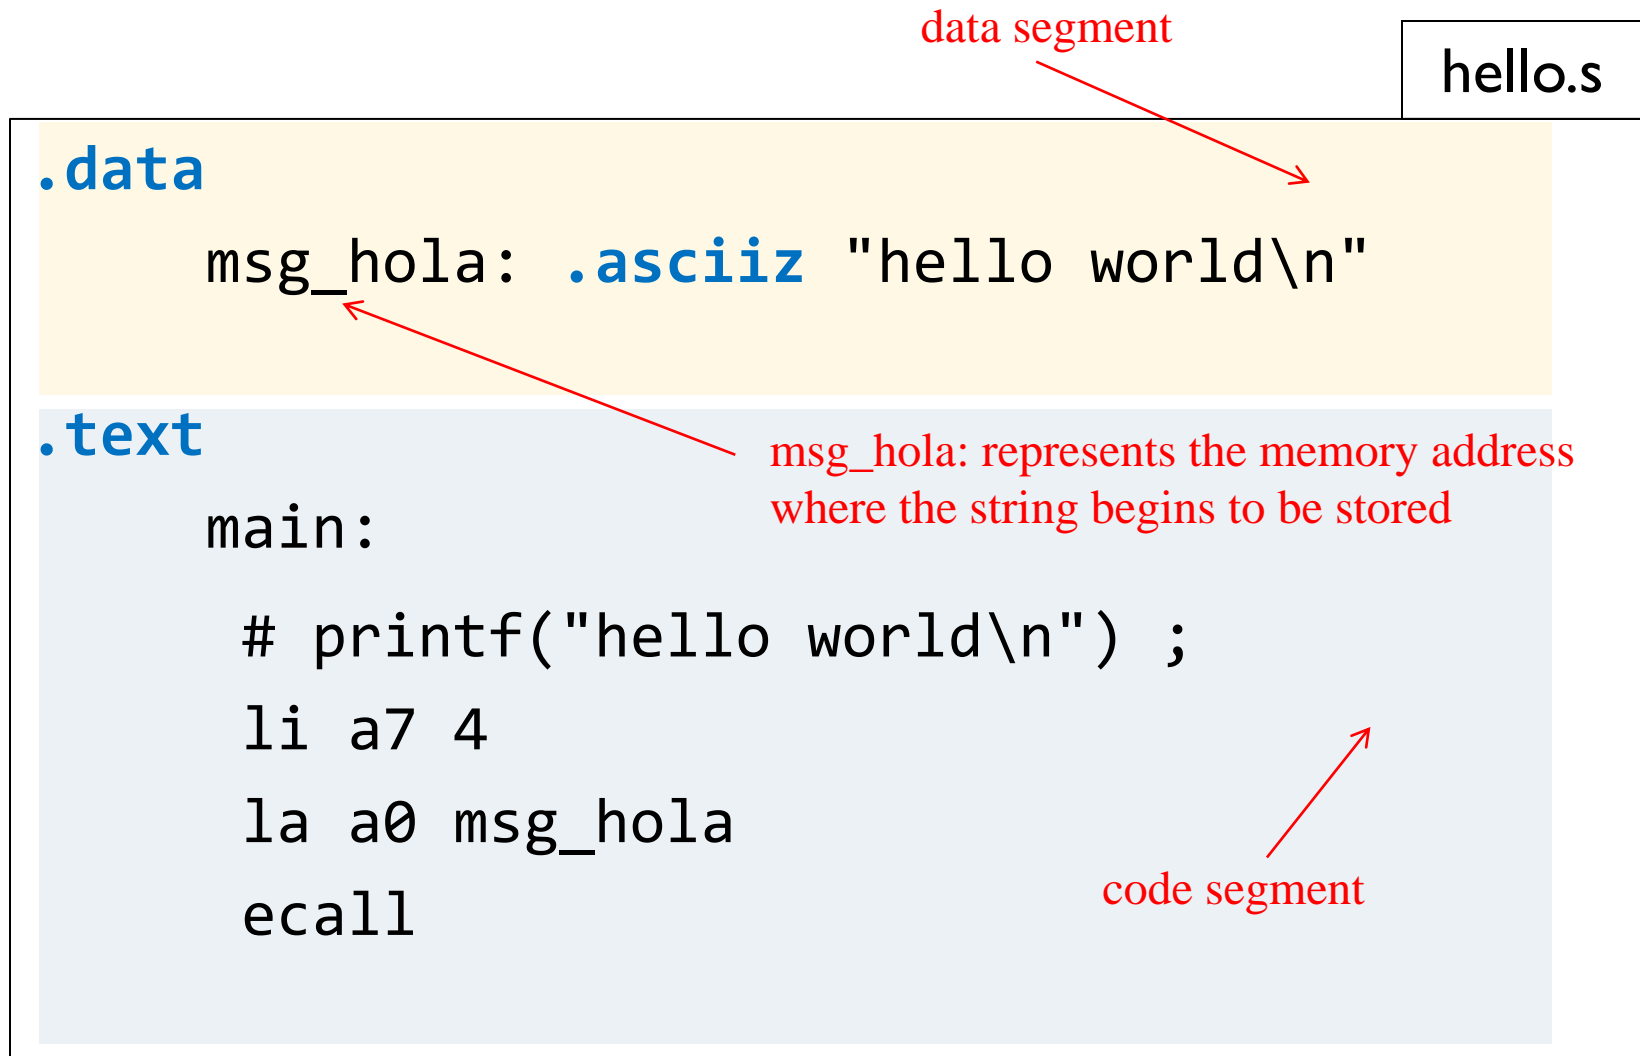 data segment
hello.s
.data
msg_hola: .asciiz "hello world\n"
.text
msg_hola: represents the memory address
where the string begins to be stored
main:
# printf("hello world\n") ;
li a7 4
la a0 msg_hola
ecall
code segment